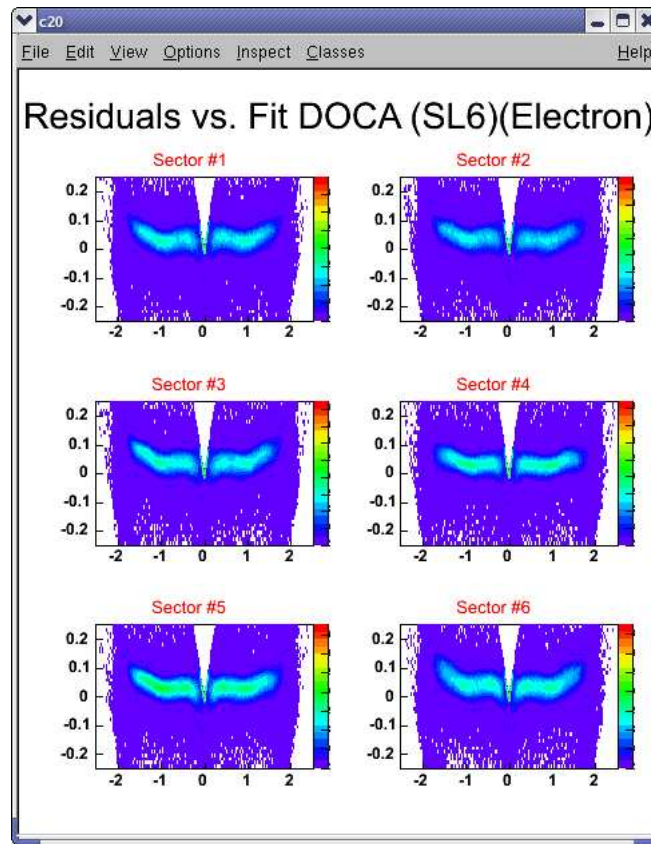 c20
File Edit View Options Inspect Classes Help
Residuals vs. Fit DOCA (SL6)(Electron)
Sector #1 Sector #2
0.2 0.2
0.1 0.1
0 0
-0.1 -0.1
-0.2 -0.2
-2 -1 0 1 2 -2 -1 0 1 2
Sector #3 Sector #4
0.2 0.2
0.1 0.1
0 0
-0.1 -0.1
-0.2 -0.2
-2 -1 0 1 2 -2 -1 0 1 2
Sector #5 Sector #6
0.2 0.2
0.1 0.1
0 0
-0.1 -0.1
-0.2 -0.2
-2 -1 0 1 2 -2 -1 0 1 2